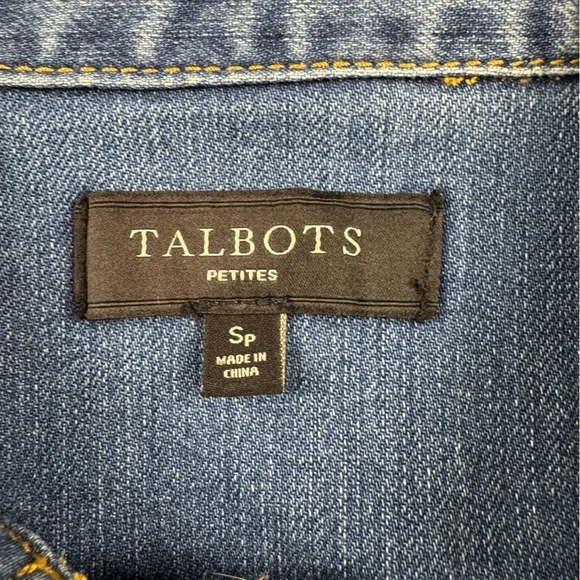 TALBOTS
PETITES
SP
MADE IN
CHINA